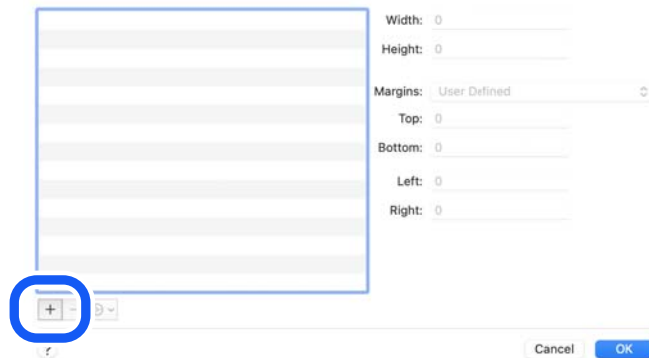 Width: 0
Height: 0
Margins: User Defined
Top: 0
Bottom: 0
Left: 0
Right: 0
+ -
?
Cancel OK